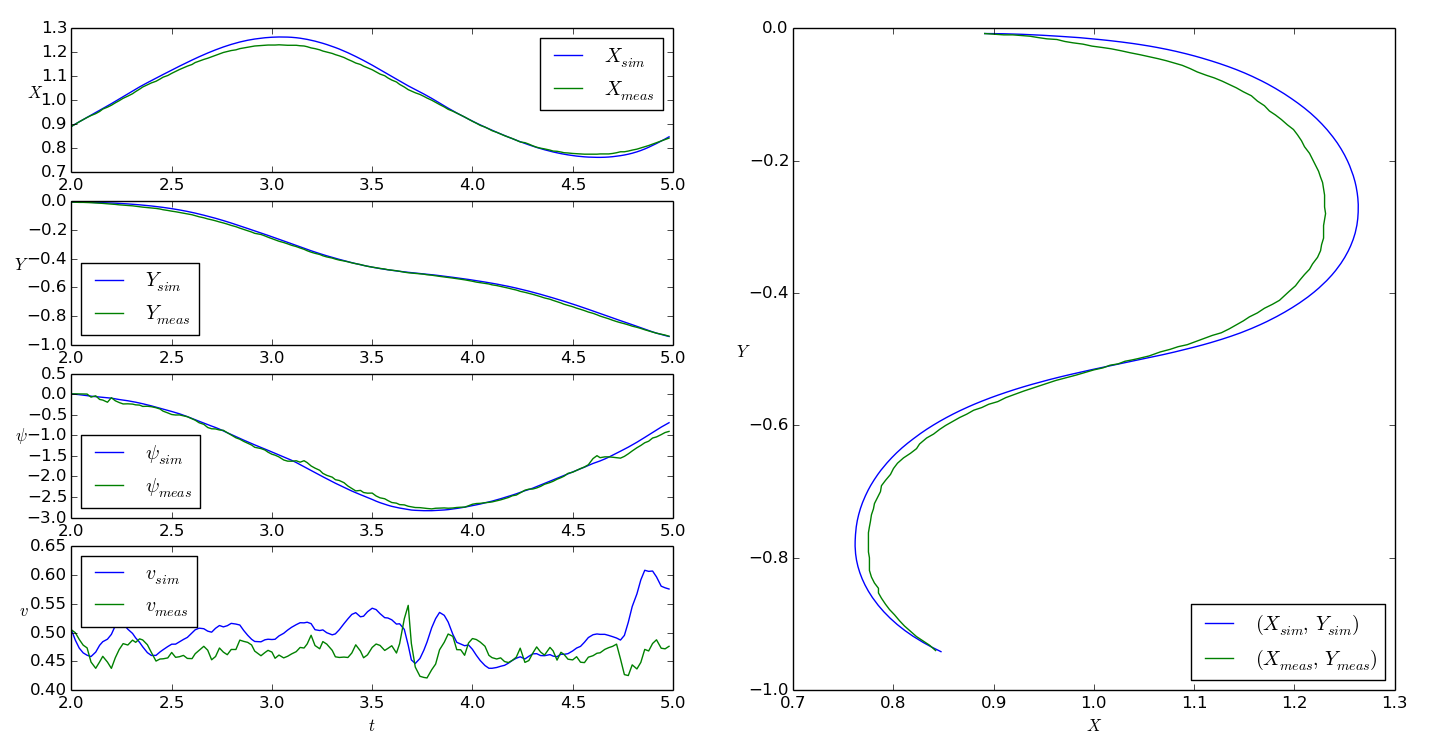 1.3
1.2
1.1
1.0
0.9
0.8
0.7
X
X_sim
X_meas
2.0 2.5 3.0 3.5 4.0 4.5 5.0
0.0
−0.2
−0.4
−0.6
−0.8
−1.0
Y
Y_sim
Y_meas
2.0 2.5 3.0 3.5 4.0 4.5 5.0
0.5
0.0
−0.5
−1.0
−1.5
−2.0
−2.5
−3.0
ψ
ψ_sim
ψ_meas
2.0 2.5 3.0 3.5 4.0 4.5 5.0
0.65
0.60
0.55
0.50
0.45
0.40
v
v_sim
v_meas
2.0 2.5 3.0 3.5 4.0 4.5 5.0
t
0.0
−0.2
−0.4
−0.6
−0.8
−1.0
Y
(X_sim, Y_sim)
(X_meas, Y_meas)
0.7 0.8 0.9 1.0 1.1 1.2 1.3
X